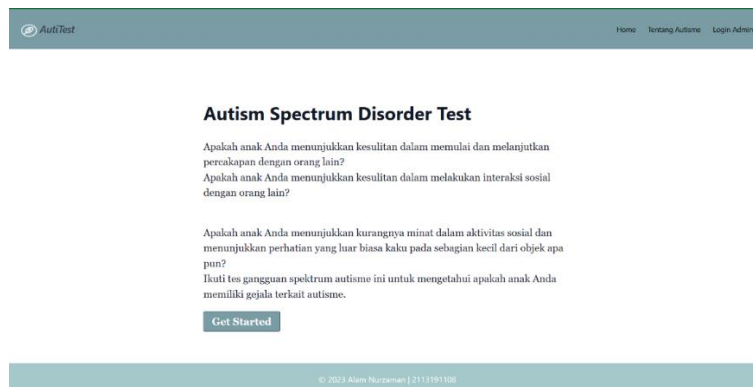 AutiTest
Home Tentang Autisme Login Admin
Autism Spectrum Disorder Test
Apakah anak Anda menunjukkan kesulitan dalam memulai dan melanjutkan
percakapan dengan orang lain?
Apakah anak Anda menunjukkan kesulitan dalam melakukan interaksi sosial
dengan orang lain?
Apakah anak Anda menunjukkan kurangnya minat dalam aktivitas sosial dan
menunjukkan perhatian yang luar biasa kaku pada sebagian kecil dari objek apa
pun?
Ikuti tes gangguan spektrum autisme ini untuk mengetahui apakah anak Anda
memiliki gejala terkait autisme.
Get Started
© 2023 Alam Nurzaman | 2113191108